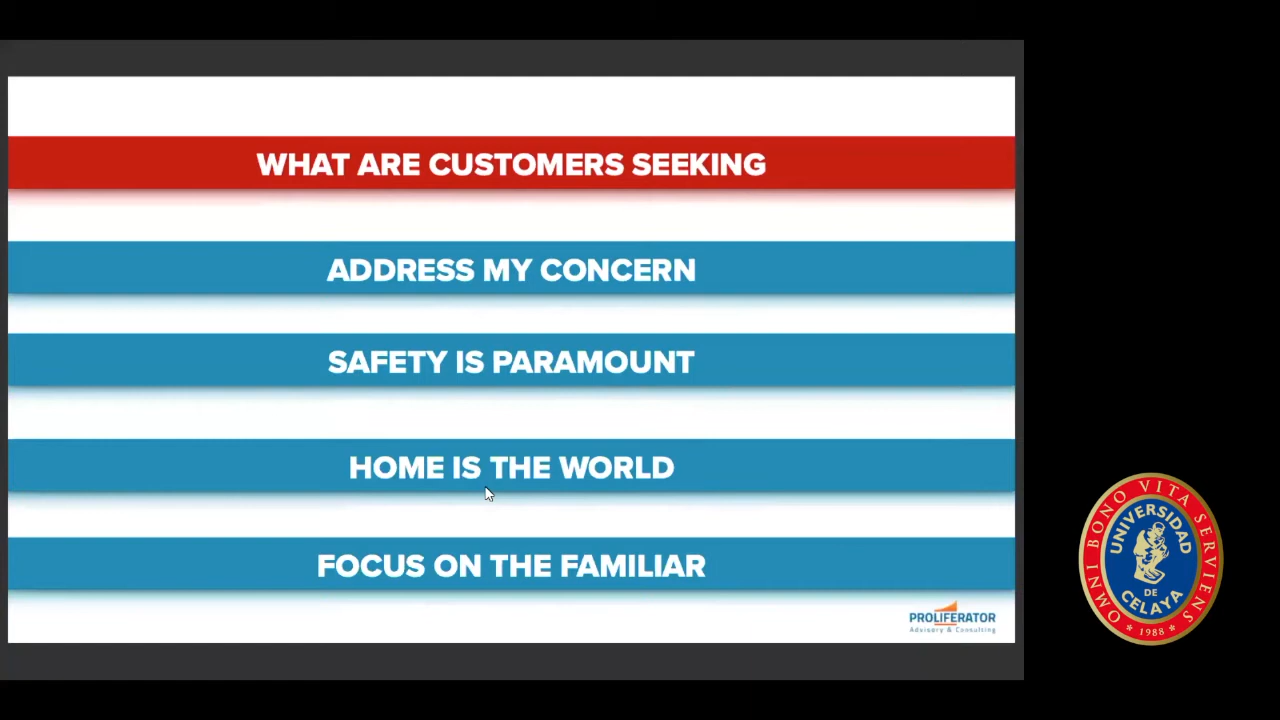 WHAT ARE CUSTOMERS SEEKING
ADDRESS MY CONCERN
SAFETY IS PARAMOUNT
HOME IS THE WORLD
FOCUS ON THE FAMILIAR
PROLIFERATOR
Advisory & Consulting
OMNI BONO VITA SERVIENS
UNIVERSIDAD
DE
CELAYA
* 1988 *